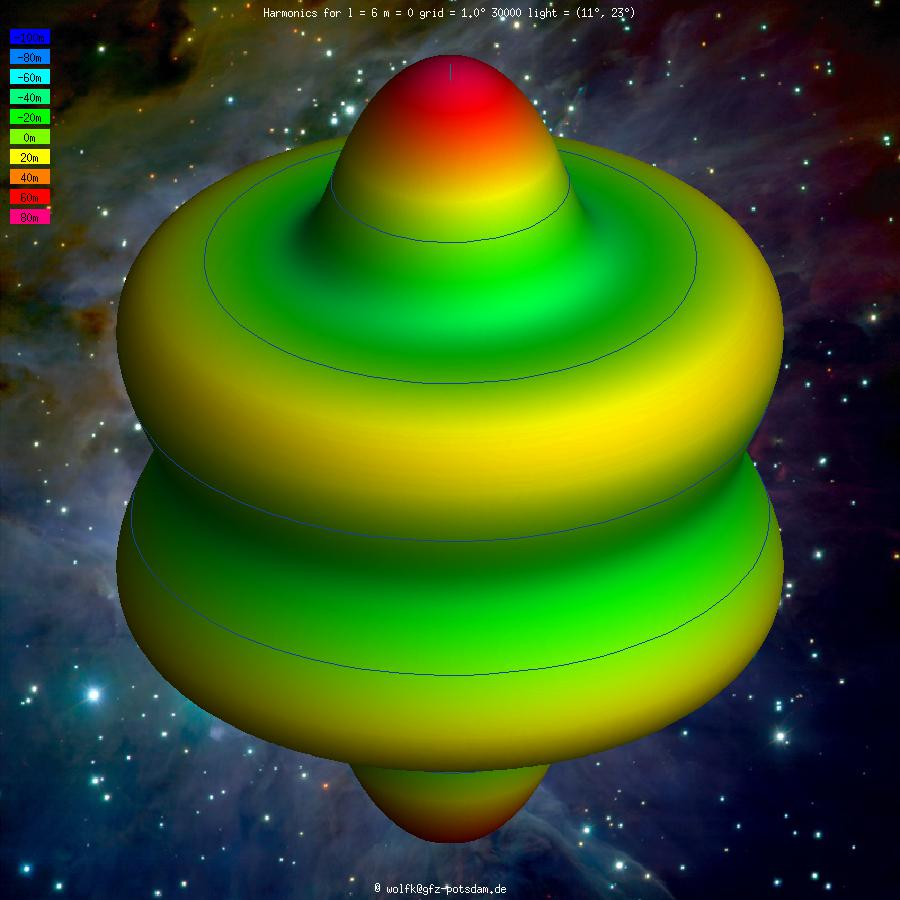 Harmonics for l = 6 m = 0 grid = 1.0° 30000 light = (11°, 23°)
-100m
-80m
-60m
-40m
-20m
0m
20m
40m
60m
80m
© wolfk@gfz-potsdam.de